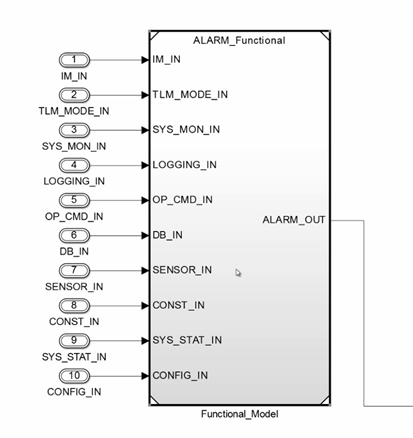 ALARM_Functional
1
IM_IN
IM_IN
2
TLM_MODE_IN
TLM_MODE_IN
3
SYS_MON_IN
SYS_MON_IN
4
LOGGING_IN
LOGGING_IN
5
OP_CMD_IN
OP_CMD_IN
ALARM_OUT
6
DB_IN
DB_IN
7
SENSOR_IN
SENSOR_IN
8
CONST_IN
CONST_IN
9
SYS_STAT_IN
SYS_STAT_IN
10
CONFIG_IN
CONFIG_IN
Functional_Model